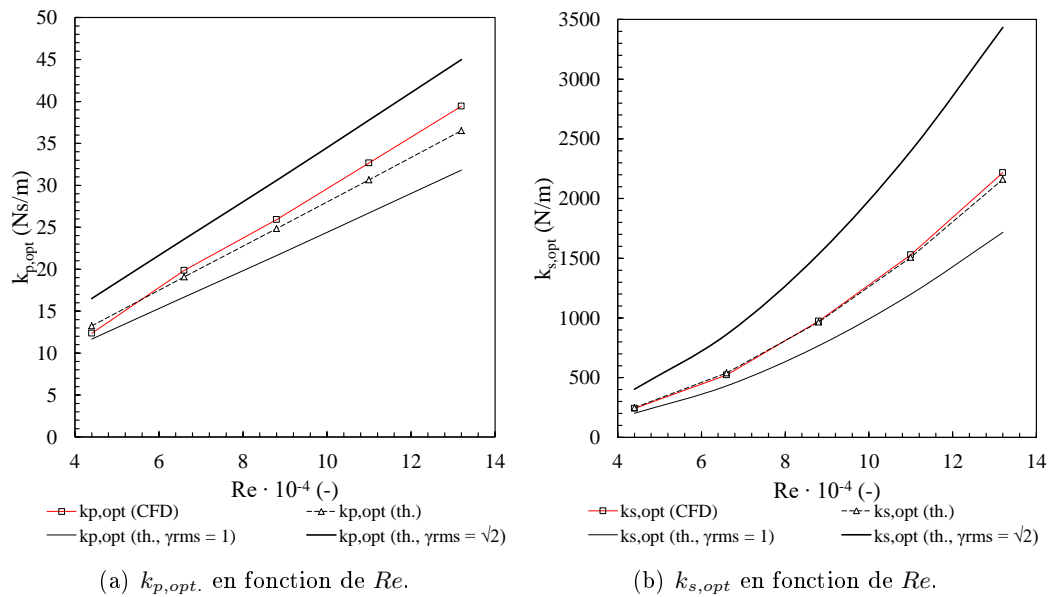 50
45
40
35
30
25
20
15
10
5
0
k_p,opt (Ns/m)
4 6 8 10 12 14
Re · 10^-4 (-)
kp,opt (CFD) kp,opt (th.)
kp,opt (th., γrms = 1) kp,opt (th., γrms = √2)
(a) k_p,opt. en fonction de Re.
3500
3000
2500
2000
1500
1000
500
0
k_s,opt (N/m)
4 6 8 10 12 14
Re · 10^-4 (-)
ks,opt (CFD) ks,opt (th.)
ks,opt (th., γrms = 1) ks,opt (th., γrms = √2)
(b) k_s,opt en fonction de Re.